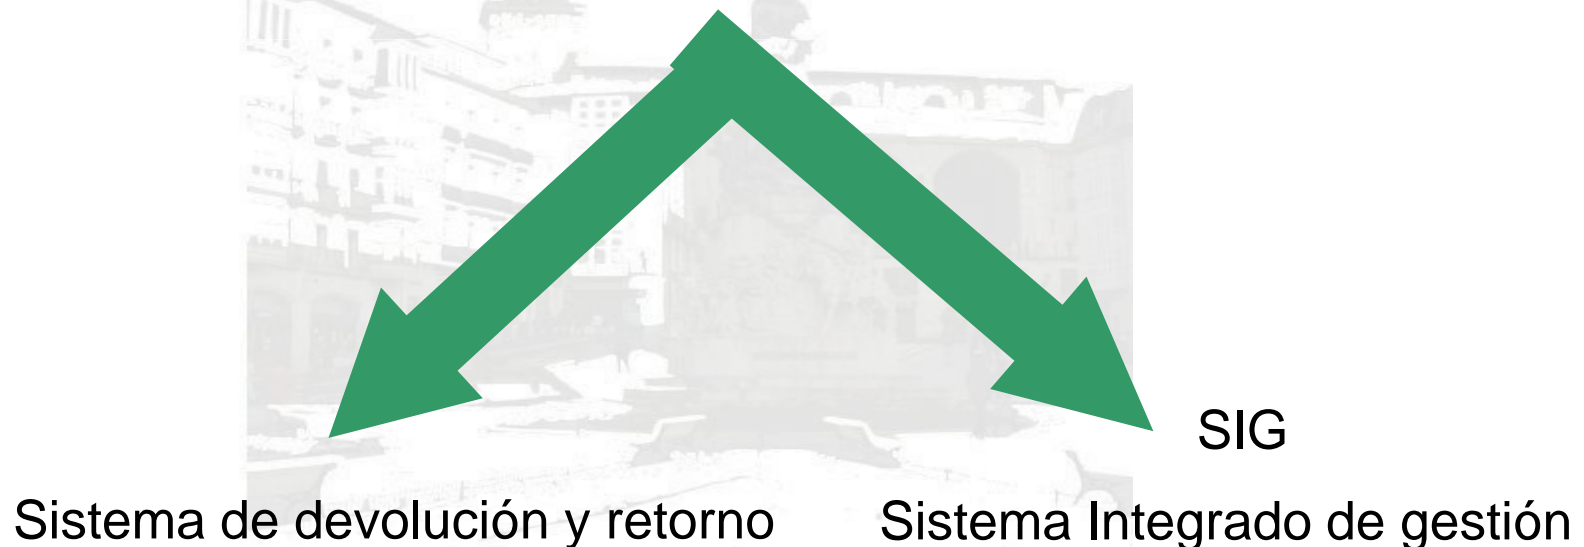 SIG
Sistema de devolución y retorno
Sistema Integrado de gestión